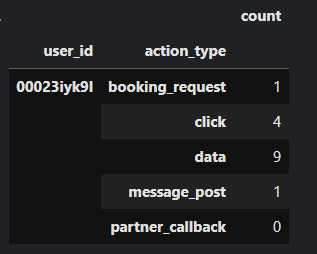 count
user_id action_type
00023iyk9l booking_request 1
click 4
data 9
message_post 1
partner_callback 0